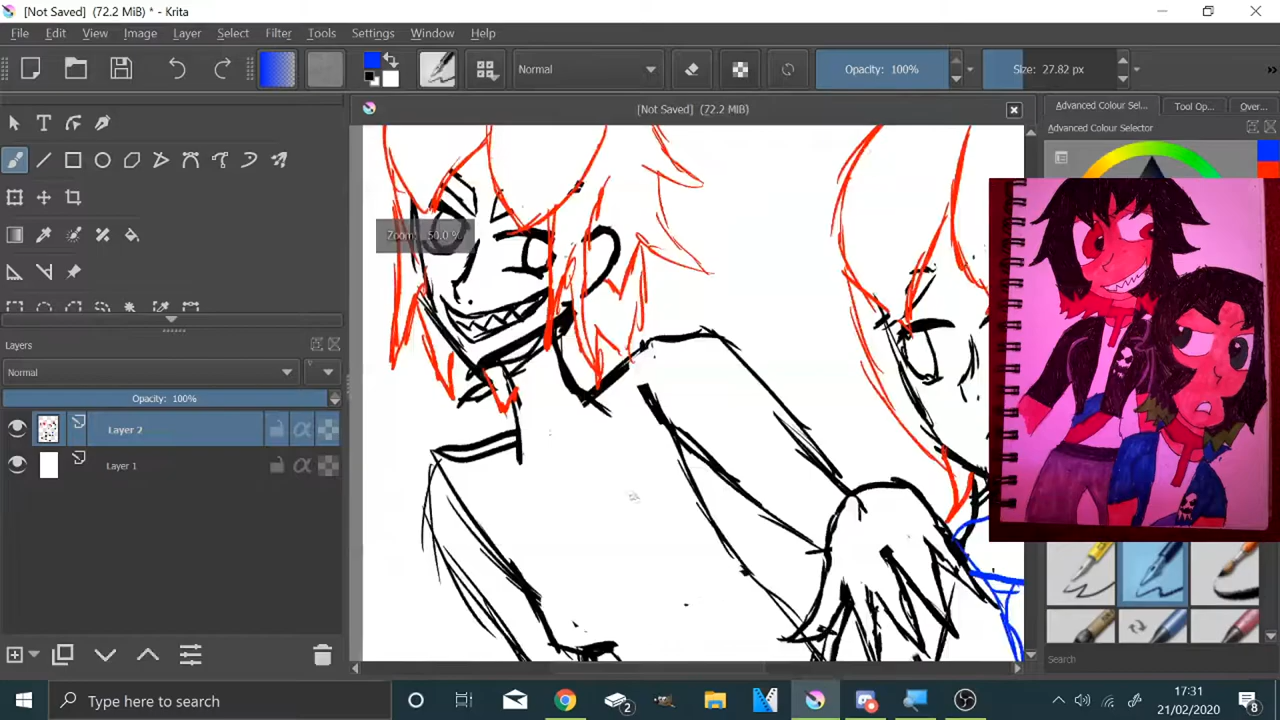 [Not Saved] (72.2 MiB) * - Krita
File Edit View Image Layer Select Filter Tools Settings Window Help
Normal
Opacity: 100%
Size: 27.82 px
»
[Not Saved] (72.2 MiB)
Advanced Colour Sel...
Tool Op...
Over...
Advanced Colour Selector
Zoom: 50.0 %
Layers
Normal
Opacity: 100%
Layer 2
Layer 1
Search
Type here to search
2
17:31
21/02/2020
8